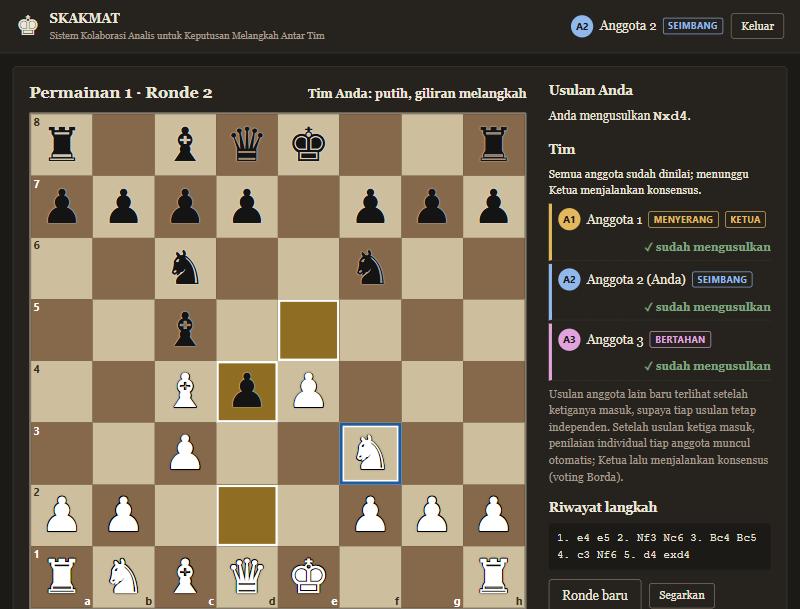 SKAKMAT
Sistem Kolaborasi Analis untuk Keputusan Melangkah Antar Tim
A2 Anggota 2 SEIMBANG Keluar
Permainan 1 · Ronde 2
Tim Anda: putih, giliran melangkah
8
7
6
5
4
3
2
1
a b c d e f g h
Usulan Anda
Anda mengusulkan Nxd4.
Tim
Semua anggota sudah dinilai; menunggu
Ketua menjalankan konsensus.
A1 Anggota 1 MENYERANG KETUA
✓ sudah mengusulkan
A2 Anggota 2 (Anda) SEIMBANG
✓ sudah mengusulkan
A3 Anggota 3 BERTAHAN
✓ sudah mengusulkan
Usulan anggota lain baru terlihat setelah
ketiganya masuk, supaya tiap usulan tetap
independen. Setelah usulan ketiga masuk,
penilaian individual tiap anggota muncul
otomatis; Ketua lalu menjalankan konsensus
(voting Borda).
Riwayat langkah
1. e4 e5 2. Nf3 Nc6 3. Bc4 Bc5
4. c3 Nf6 5. d4 exd4
Ronde baru Segarkan